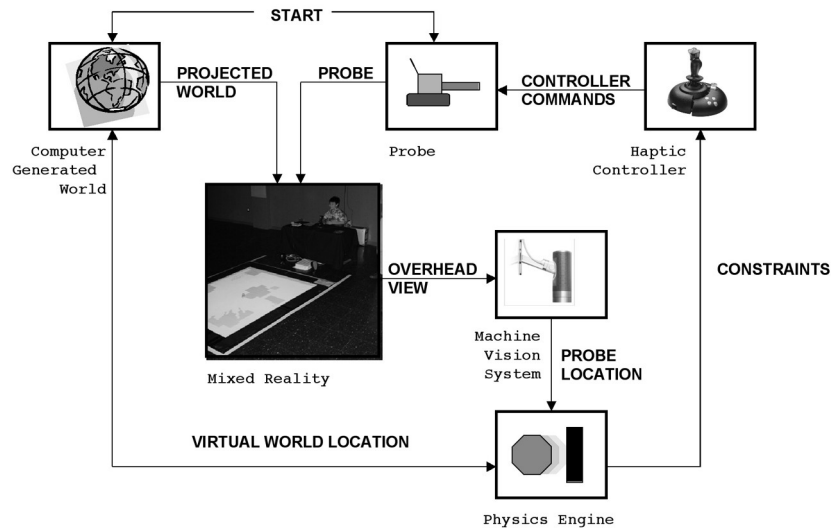 START
PROJECTED
WORLD
PROBE
CONTROLLER
COMMANDS
Computer
Generated
World
Probe
Haptic
Controller
OVERHEAD
VIEW
CONSTRAINTS
Mixed Reality
Machine
Vision
System
PROBE
LOCATION
VIRTUAL WORLD LOCATION
Physics Engine